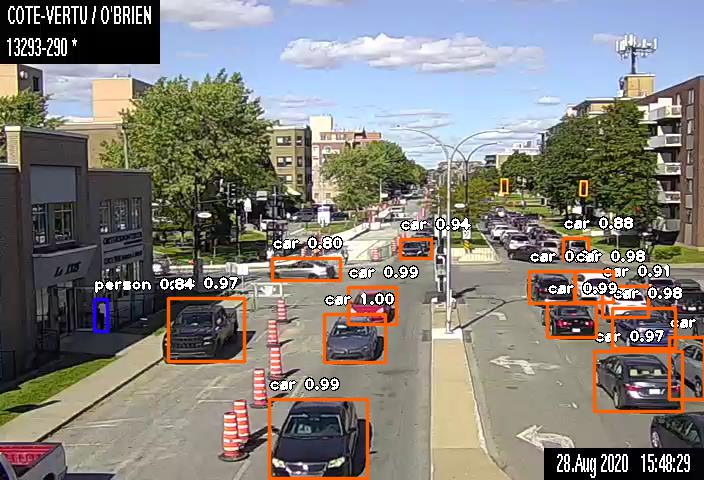 COTE-VERTU / O'BRIEN
13293-290 *
car 0.94
car 0.88
car 0.80
car 0.98
car 0.99
car 0.91
person 0.84
0.97
car 1.00
car 0.99
0.98
car 0.97
car
car 0.99
28.Aug 2020 15:48:29